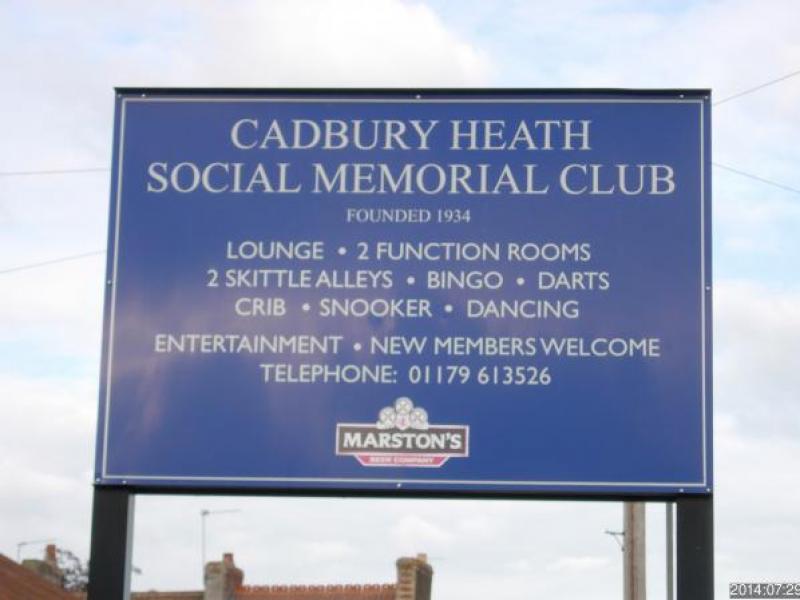 CADBURY HEATH
SOCIAL MEMORIAL CLUB
FOUNDED 1934
LOUNGE • 2 FUNCTION ROOMS
2 SKITTLE ALLEYS • BINGO • DARTS
CRIB • SNOOKER • DANCING
ENTERTAINMENT • NEW MEMBERS WELCOME
TELEPHONE: 01179 613526
MARSTON'S
BEER COMPANY
2014:07:29